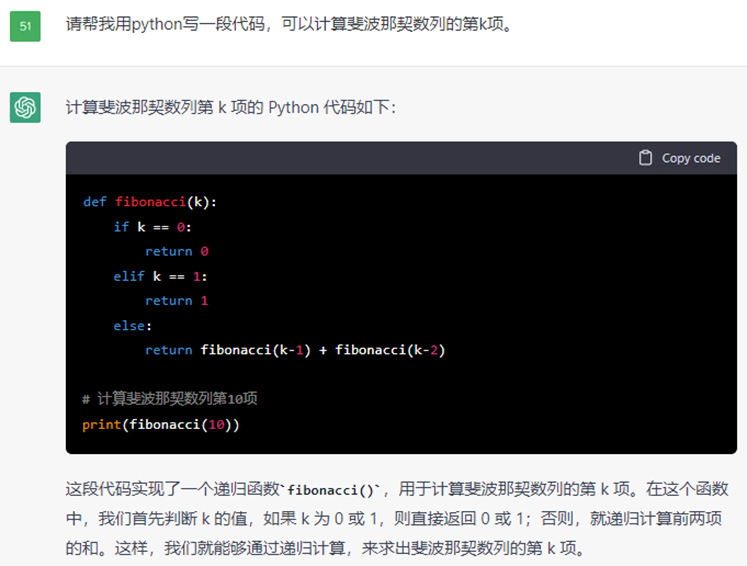 51
请帮我用python写一段代码，可以计算斐波那契数列的第k项。
计算斐波那契数列第 k 项的 Python 代码如下：
Copy code
def fibonacci(k):
    if k == 0:
        return 0
    elif k == 1:
        return 1
    else:
        return fibonacci(k-1) + fibonacci(k-2)
# 计算斐波那契数列第10项
print(fibonacci(10))
这段代码实现了一个递归函数`fibonacci()`，用于计算斐波那契数列的第 k 项。在这个函数
中，我们首先判断 k 的值，如果 k 为 0 或 1，则直接返回 0 或 1；否则，就递归计算前两项
的和。这样，我们就能够通过递归计算，来求出斐波那契数列的第 k 项。